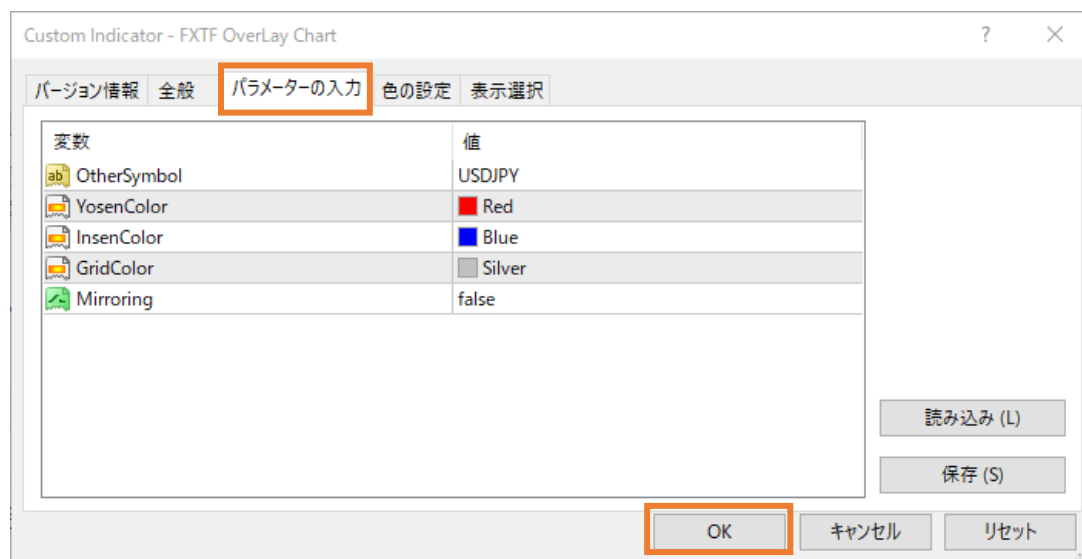 Custom Indicator - FXTF OverLay Chart ?
バージョン情報 全般 パラメーターの入力 色の設定 表示選択
変数 値
ab OtherSymbol USDJPY
YosenColor Red
InsenColor Blue
GridColor Silver
Mirroring false
読み込み (L)
保存 (S)
OK キャンセル リセット